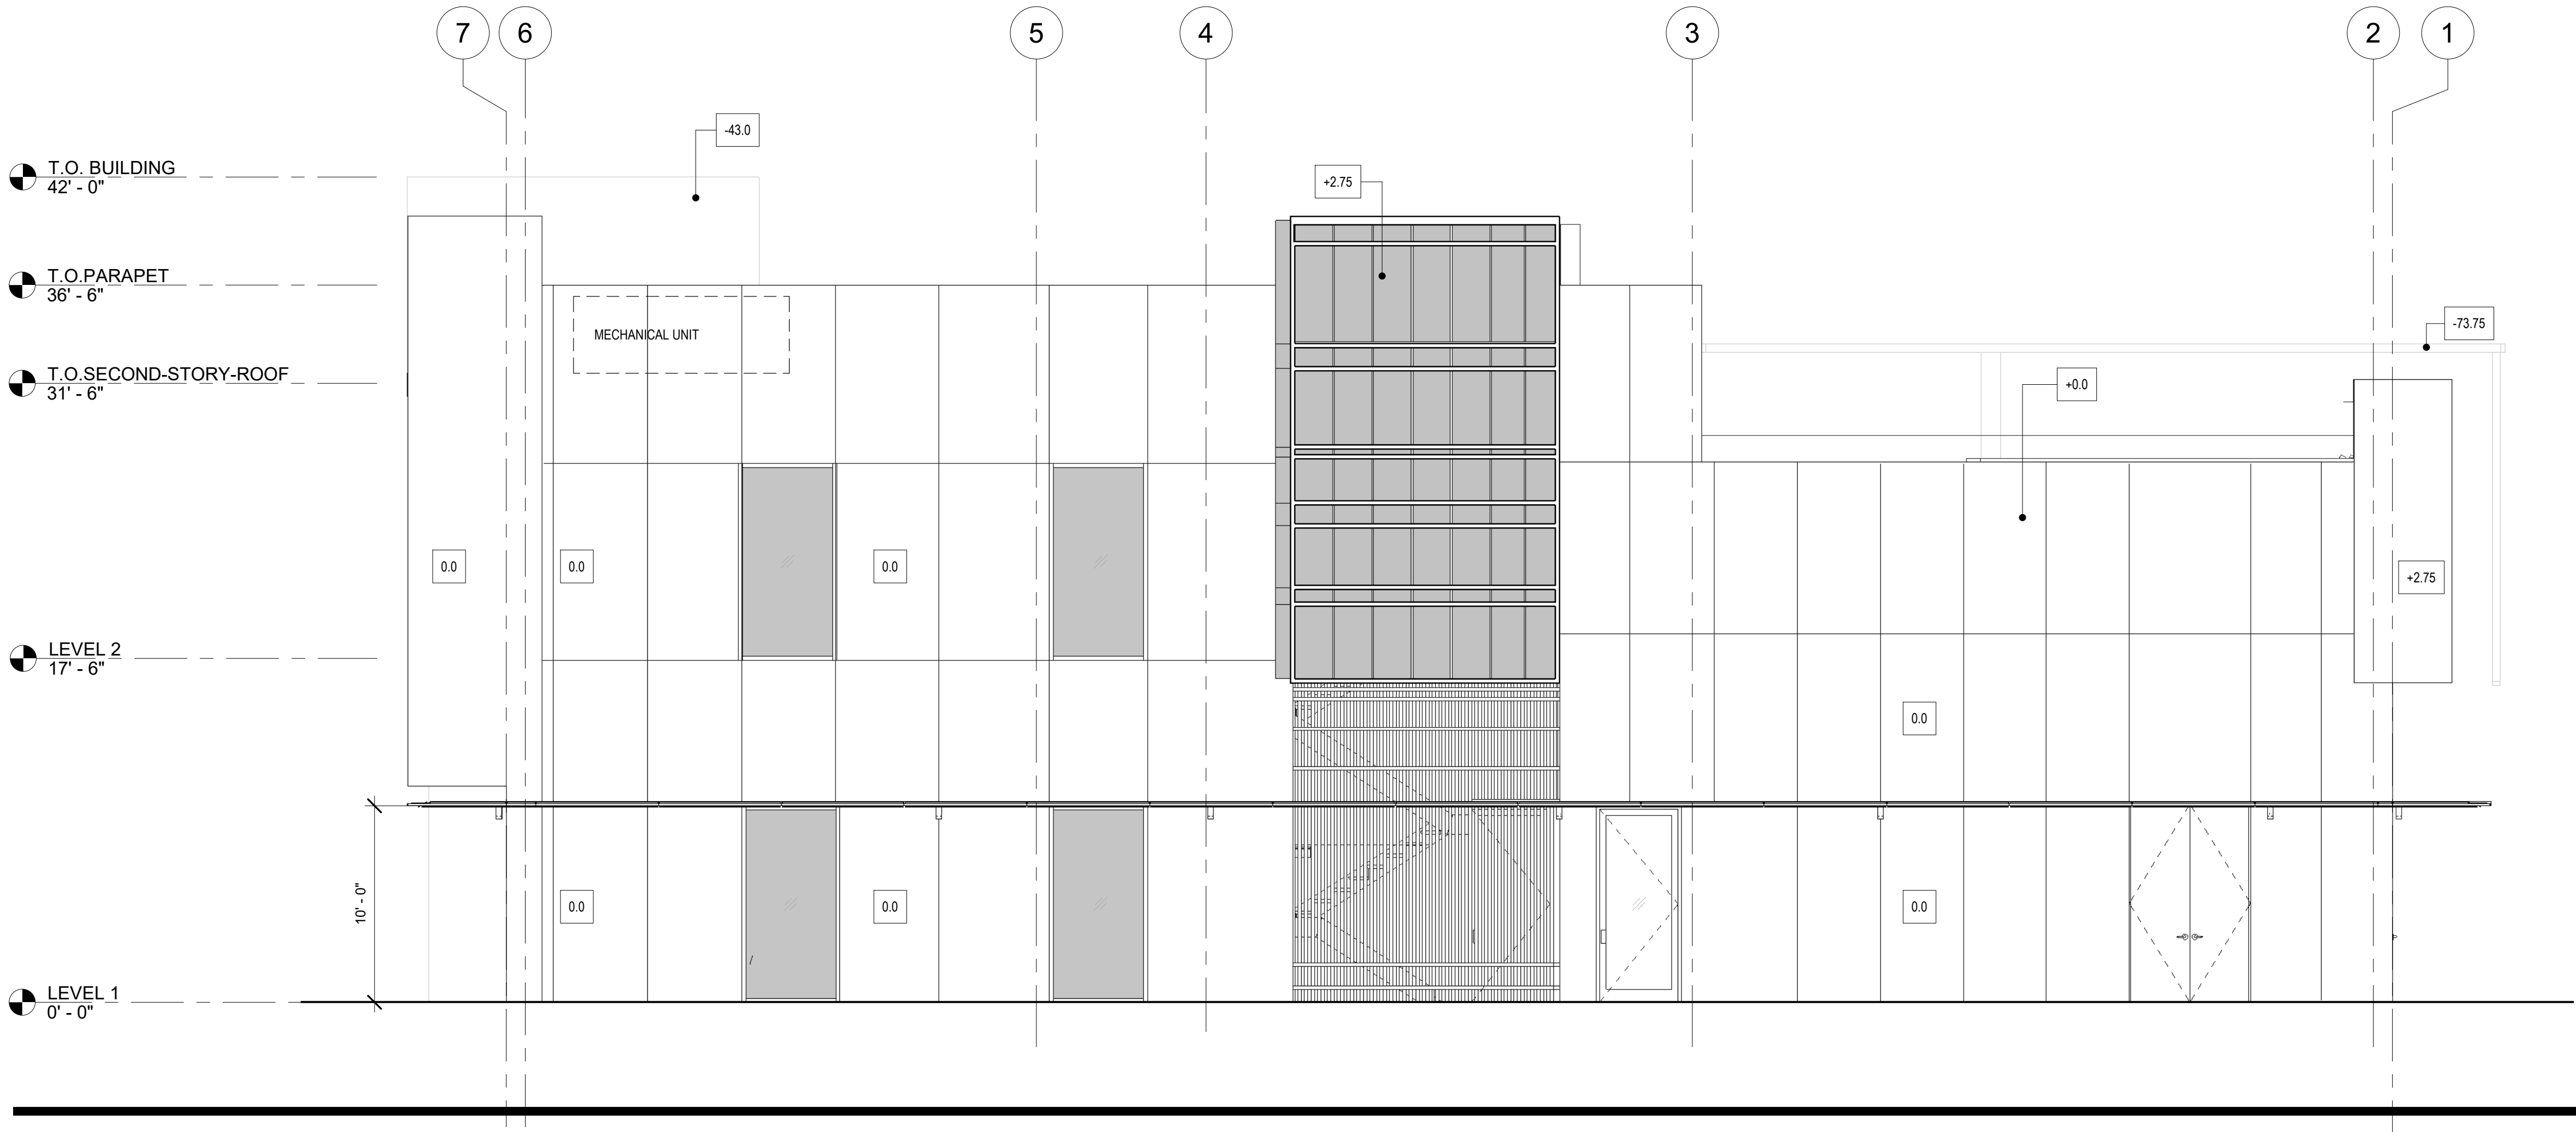 7
6
5
4
3
2
1
-43.0
T.O. BUILDING
42' - 0"
+2.75
T.O.PARAPET
36' - 6"
MECHANICAL UNIT
-73.75
T.O.SECOND-STORY-ROOF
31' - 6"
+0.0
0.0
0.0
0.0
+2.75
LEVEL 2
17' - 6"
0.0
10' - 0"
0.0
0.0
0.0
LEVEL 1
0' - 0"